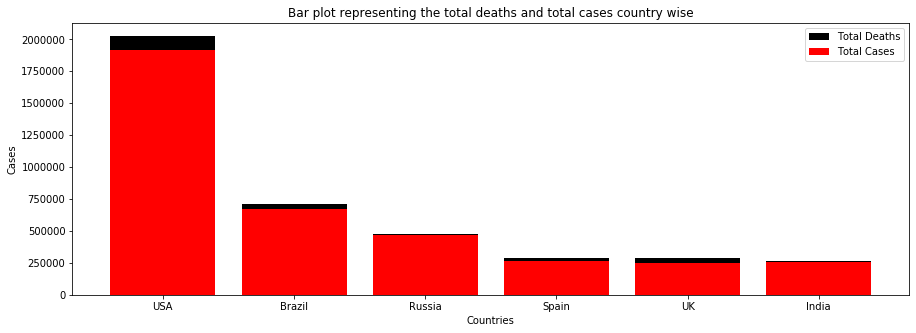 Bar plot representing the total deaths and total cases country wise
Total Deaths
Total Cases
2000000
1750000
1500000
1250000
1000000
750000
500000
250000
0
Cases
USA Brazil Russia Spain UK India
Countries